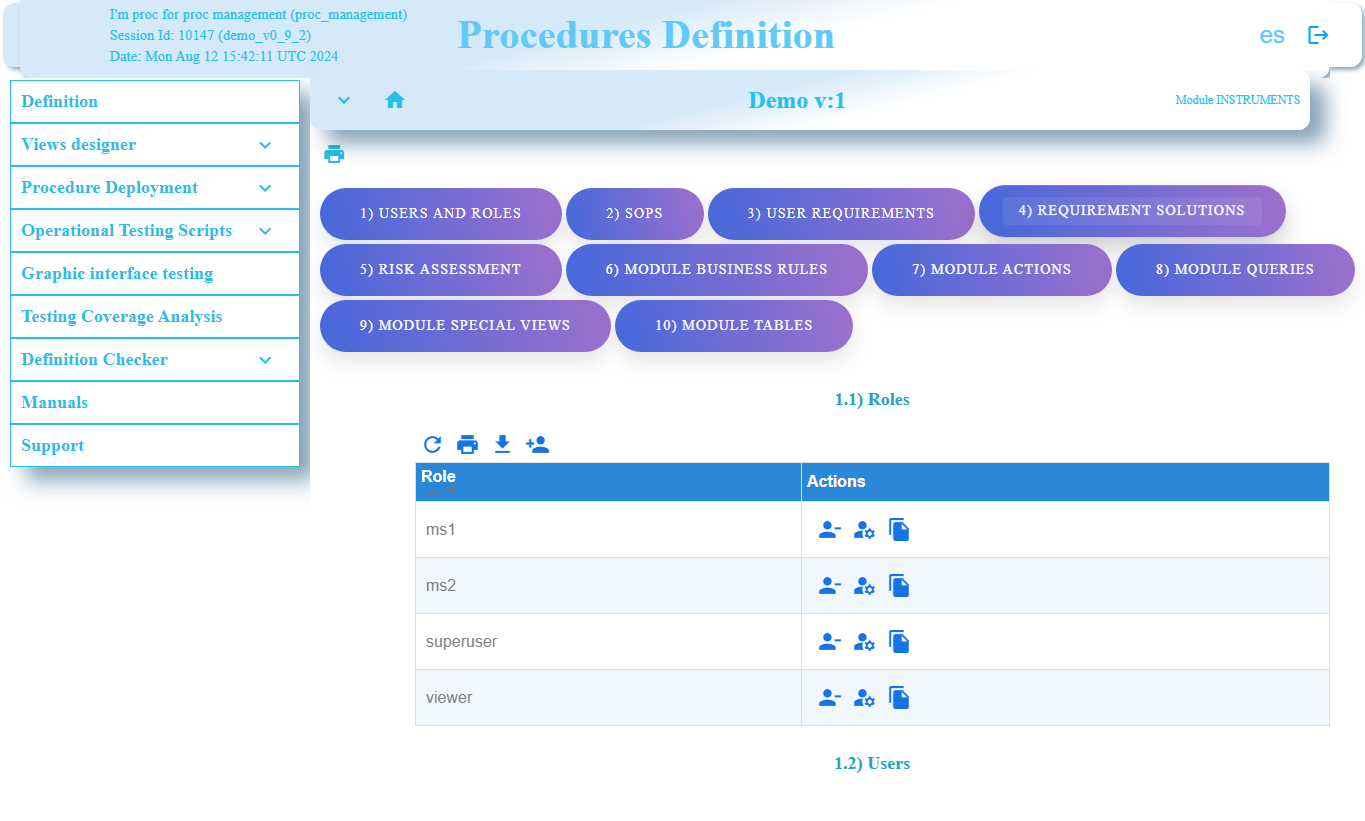 I'm proc for proc management (proc_management)
Session Id: 10147 (demo_v0_9_2)
Date: Mon Aug 12 15:42:11 UTC 2024
Procedures Definition
es
Definition
Views designer
Procedure Deployment
Operational Testing Scripts
Graphic interface testing
Testing Coverage Analysis
Definition Checker
Manuals
Support
Demo v:1
Module INSTRUMENTS
1) USERS AND ROLES
2) SOPS
3) USER REQUIREMENTS
4) REQUIREMENT SOLUTIONS
5) RISK ASSESSMENT
6) MODULE BUSINESS RULES
7) MODULE ACTIONS
8) MODULE QUERIES
9) MODULE SPECIAL VIEWS
10) MODULE TABLES
1.1) Roles
Role
Actions
ms1
ms2
superuser
viewer
1.2) Users